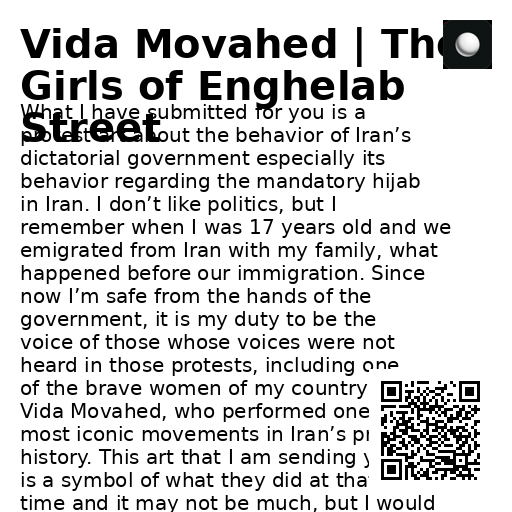 Vida Movahed | The
Girls of Enghelab
Street
What I have submitted for you is a
protest art about the behavior of Iran’s
dictatorial government especially its
behavior regarding the mandatory hijab
in Iran. I don’t like politics, but I
remember when I was 17 years old and we
emigrated from Iran with my family, what
happened before our immigration. Since
now I’m safe from the hands of the
government, it is my duty to be the
voice of those whose voices were not
heard in those protests, including one
of the brave women of my country
Vida Movahed, who performed one
most iconic movements in Iran’s
history. This art that I am sending
is a symbol of what they did at
time and it may not be much, but I would